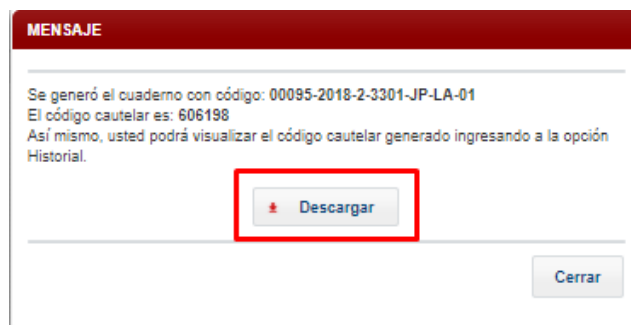 MENSAJE
Se generó el cuaderno con código: 00095-2018-2-3301-JP-LA-01
El código cautelar es: 606198
Así mismo, usted podrá visualizar el código cautelar generado ingresando a la opción
Historial.
Descargar
Cerrar